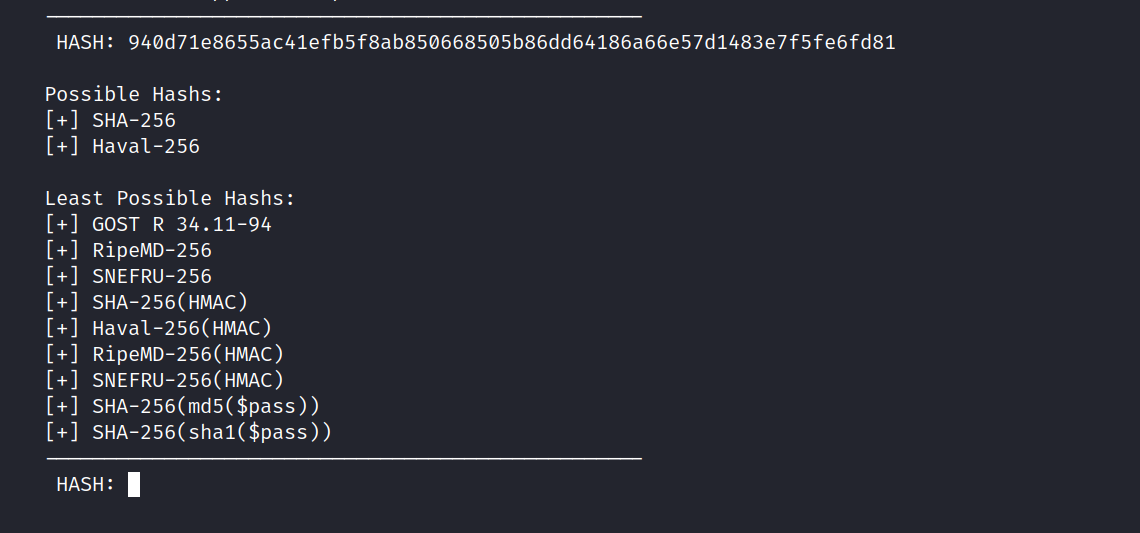 HASH: 940d71e8655ac41efb5f8ab850668505b86dd64186a66e57d1483e7f5fe6fd81
Possible Hashs:
[+] SHA-256
[+] Haval-256
Least Possible Hashs:
[+] GOST R 34.11-94
[+] RipeMD-256
[+] SNEFRU-256
[+] SHA-256(HMAC)
[+] Haval-256(HMAC)
[+] RipeMD-256(HMAC)
[+] SNEFRU-256(HMAC)
[+] SHA-256(md5($pass))
[+] SHA-256(sha1($pass))
HASH: